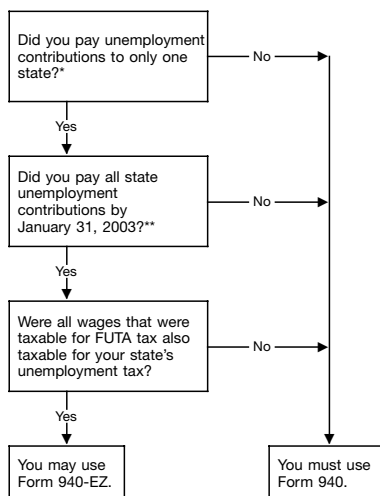 Did you pay unemployment
contributions to only one
state?*
No
Yes
Did you pay all state
unemployment
contributions by
January 31, 2003?**
No
Yes
Were all wages that were
taxable for FUTA tax also
taxable for your state's
unemployment tax?
No
Yes
You may use
Form 940-EZ.
You must use
Form 940.